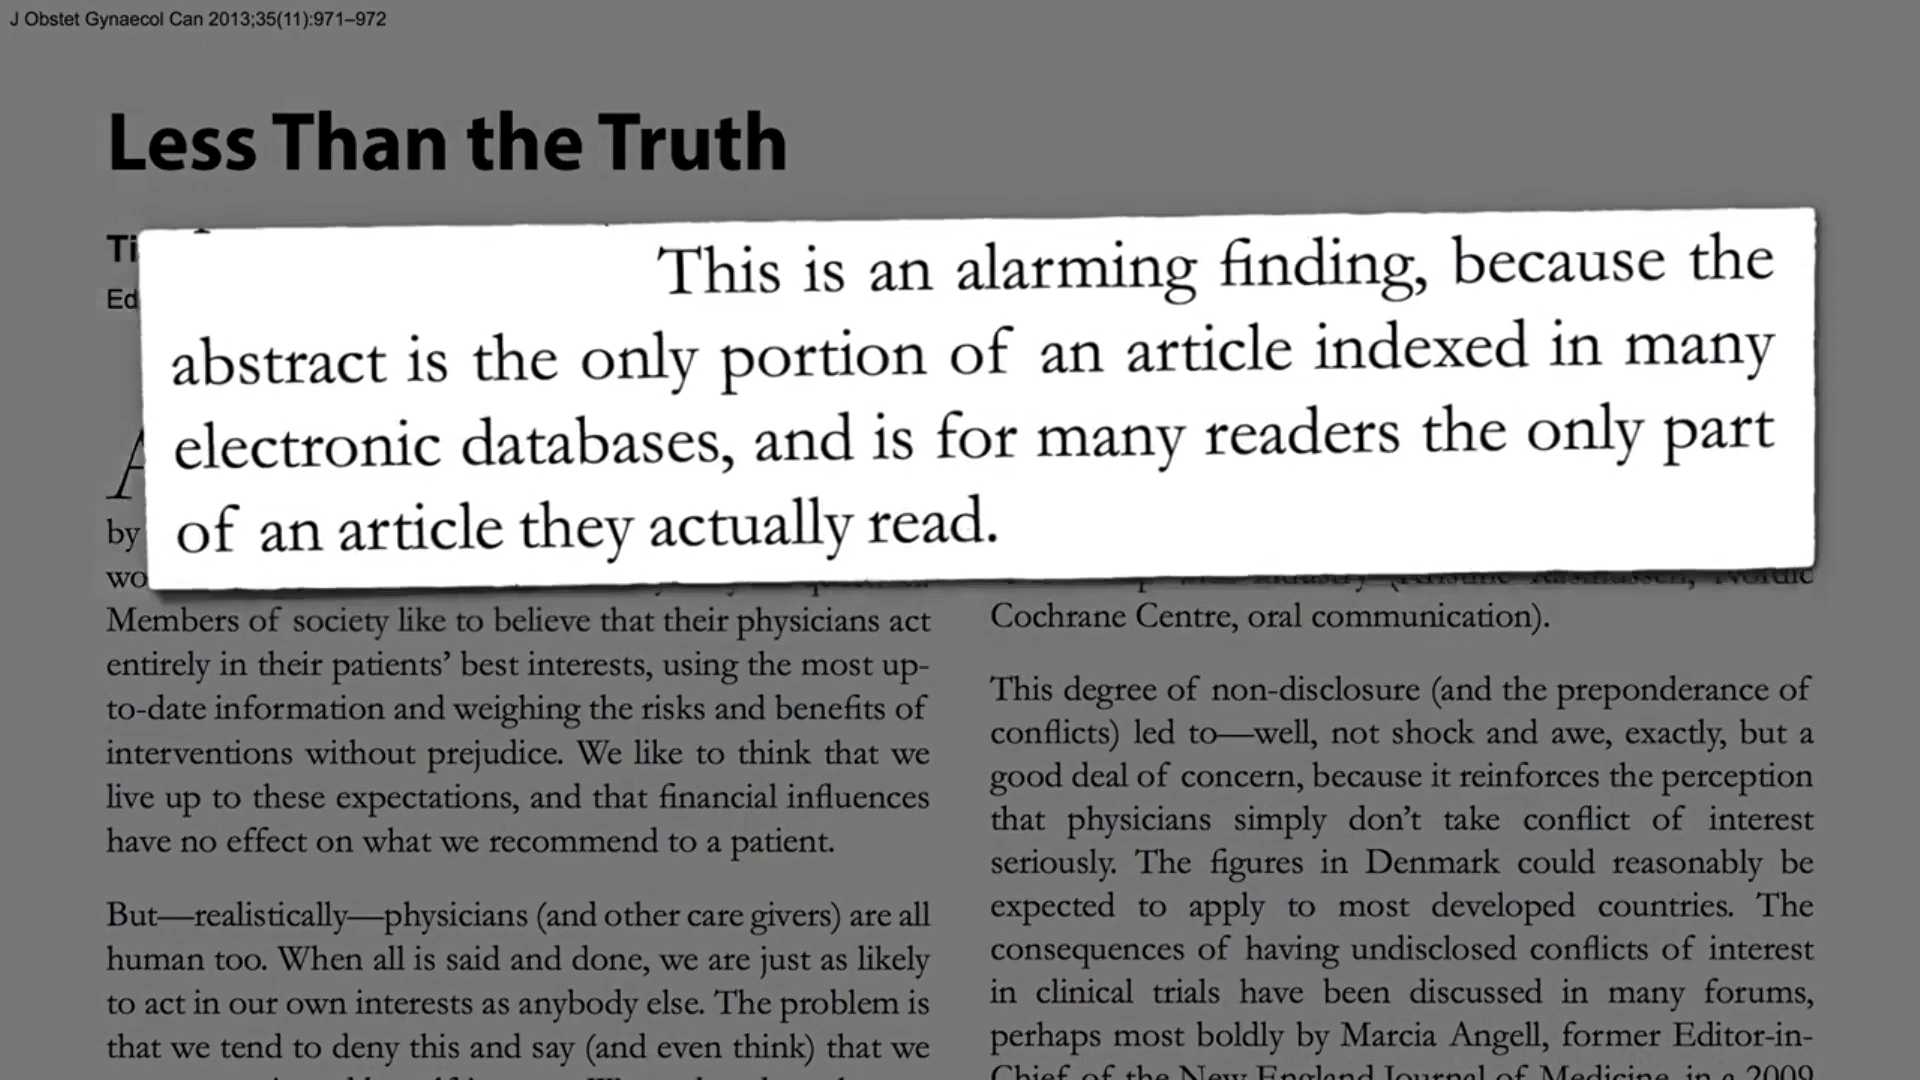 J Obstet Gynaecol Can 2013;35(11):971–972
Less Than the Truth
This is an alarming finding, because the
abstract is the only portion of an article indexed in many
electronic databases, and is for many readers the only part
of an article they actually read.
by
Members of society like to believe that their physicians act
entirely in their patients’ best interests, using the most up-
to-date information and weighing the risks and benefits of
interventions without prejudice. We like to think that we
live up to these expectations, and that financial influences
have no effect on what we recommend to a patient.
But—realistically—physicians (and other care givers) are all
human too. When all is said and done, we are just as likely
to act in our own interests as anybody else. The problem is
that we tend to deny this and say (and even think) that we
Cochrane Centre, oral communication).
This degree of non-disclosure (and the preponderance of
conflicts) led to—well, not shock and awe, exactly, but a
good deal of concern, because it reinforces the perception
that physicians simply don’t take conflict of interest
seriously. The figures in Denmark could reasonably be
expected to apply to most developed countries. The
consequences of having undisclosed conflicts of interest
in clinical trials have been discussed in many forums,
perhaps most boldly by Marcia Angell, former Editor-in-
Chief of the New England Journal of Medicine, in a 2009